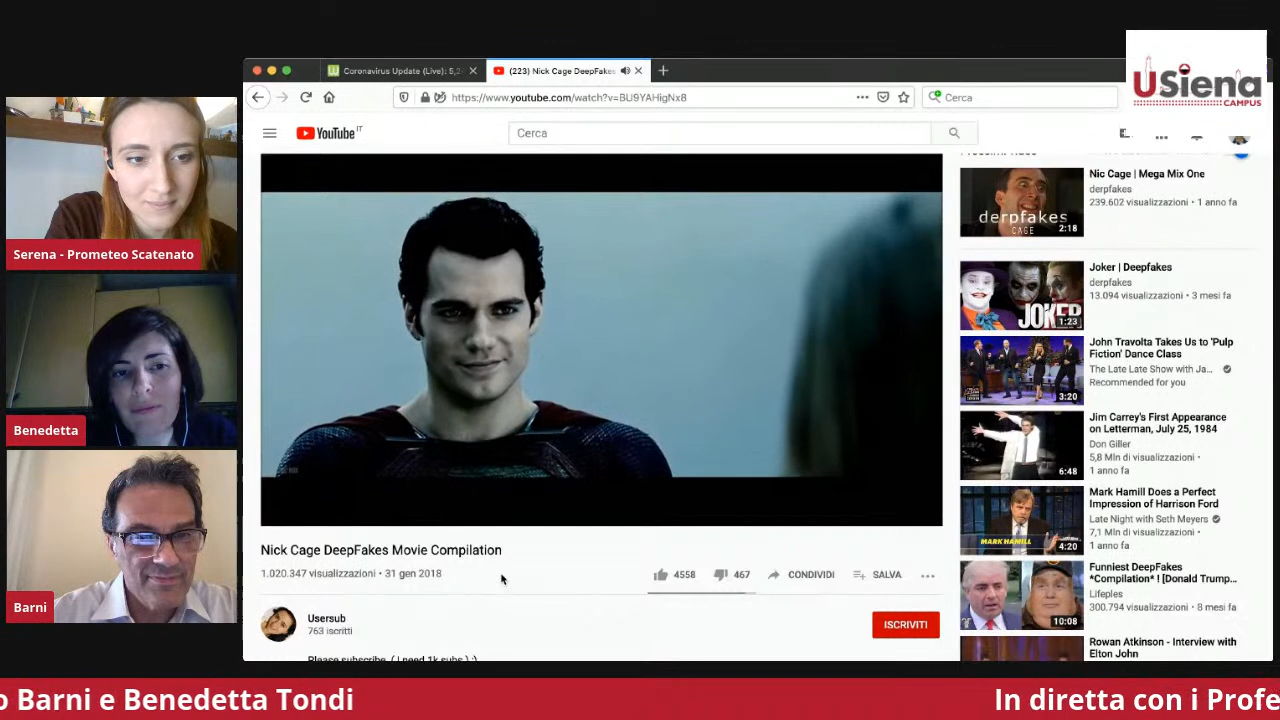 USiena
CAMPUS
Coronavirus Update (Live): 5,2
(223) Nick Cage DeepFakes
https://www.youtube.com/watch?v=BU9YAHigNx8
Cerca
YouTube IT
Cerca
Serena - Prometeo Scatenato
Benedetta
Barni
Nick Cage DeepFakes Movie Compilation
1.020.347 visualizzazioni • 31 gen 2018
4558
467
CONDIVIDI
SALVA
Usersub
763 iscritti
ISCRIVITI
Please subscribe. ( I need 1k subs ) :)
derpfakes
CAGE
2:18
Nic Cage | Mega Mix One
derpfakes
239.602 visualizzazioni • 1 anno fa
JOKER
1:23
Joker | Deepfakes
derpfakes
13.094 visualizzazioni • 3 mesi fa
3:20
John Travolta Takes Us to 'Pulp
Fiction' Dance Class
The Late Late Show with Ja...
Recommended for you
6:48
Jim Carrey's First Appearance
on Letterman, July 25, 1984
Don Giller
5,8 Mln di visualizzazioni •
1 anno fa
MARK HAMILL
4:20
Mark Hamill Does a Perfect
Impression of Harrison Ford
Late Night with Seth Meyers
7,1 Mln di visualizzazioni •
1 anno fa
10:08
Funniest DeepFakes
*Compilation* ! [Donald Trump...
Lifeples
300.794 visualizzazioni • 8 mesi fa
Rowan Atkinson - Interview with
Elton John
o Barni e Benedetta Tondi
In diretta con i Profe